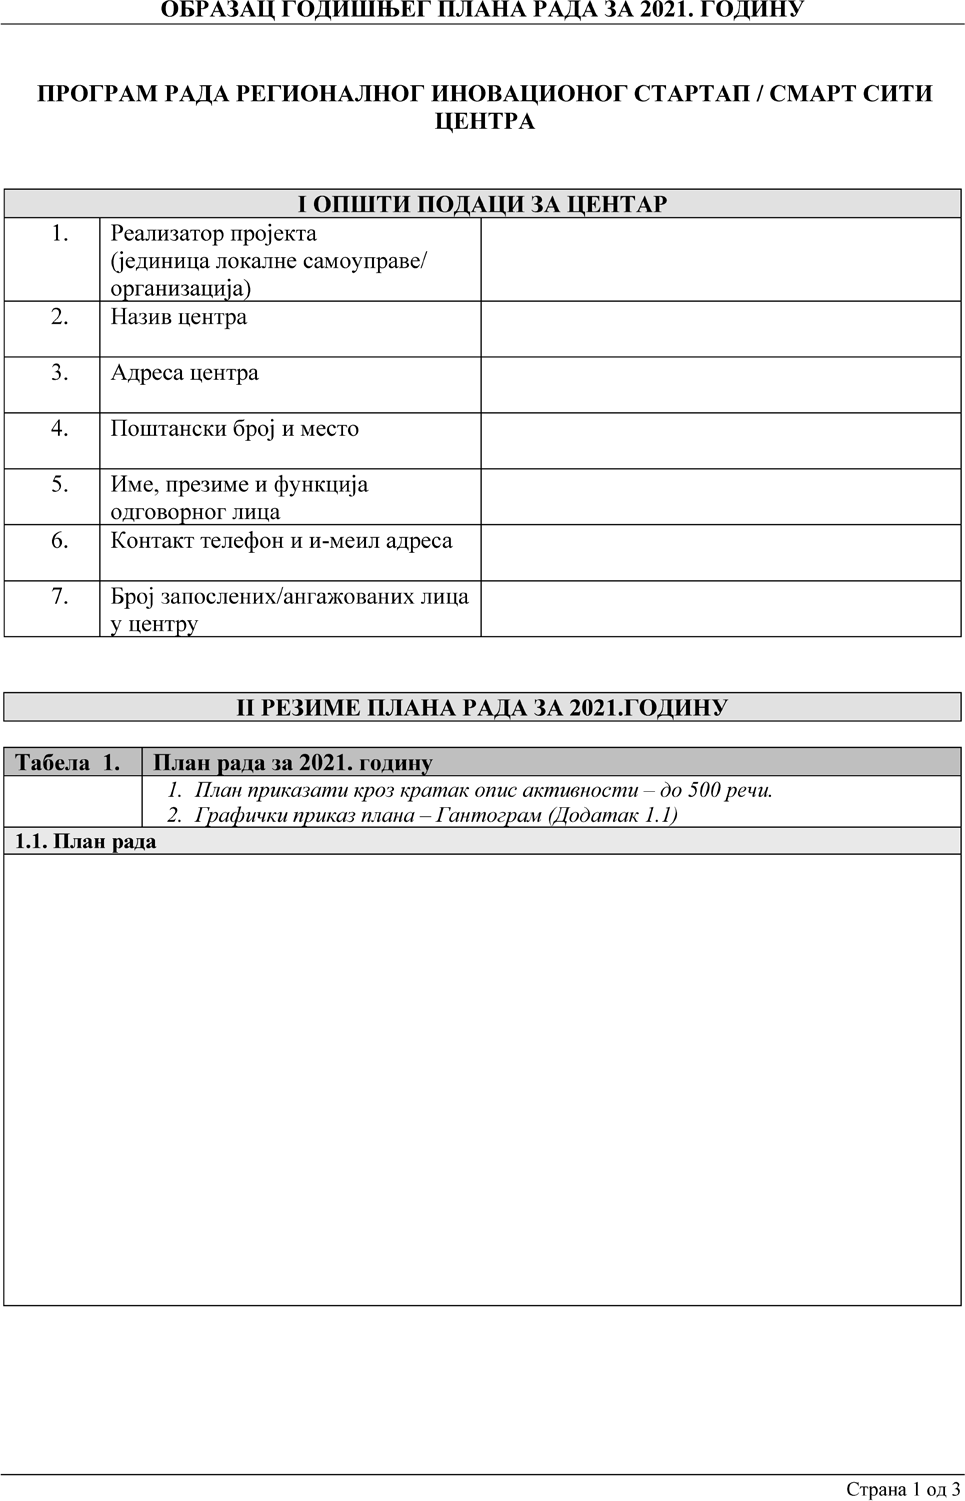 ОБРАЗАЦ ГОДИШЊЕГ ПЛАНА РАДА ЗА 2021. ГОДИНУ
ПРОГРАМ РАДА РЕГИОНАЛНОГ ИНОВАЦИОНОГ СТАРТАП / СМАРТ СИТИ
ЦЕНТРА
I ОПШТИ ПОДАЦИ ЗА ЦЕНТАР
1. Реализатор пројекта
(јединица локалне самоуправе/
организација)
2. Назив центра
3. Адреса центра
4. Поштански број и место
5. Име, презиме и функција
одговорног лица
6. Контакт телефон и и-меил адреса
7. Број запослених/ангажованих лица
у центру
II РЕЗИМЕ ПЛАНА РАДА ЗА 2021.ГОДИНУ
Табела 1. План рада за 2021. годину
1. План приказати кроз кратак опис активности – до 500 речи.
2. Графички приказ плана – Гантограм (Додатак 1.1)
1.1. План рада
Страна 1 од 3